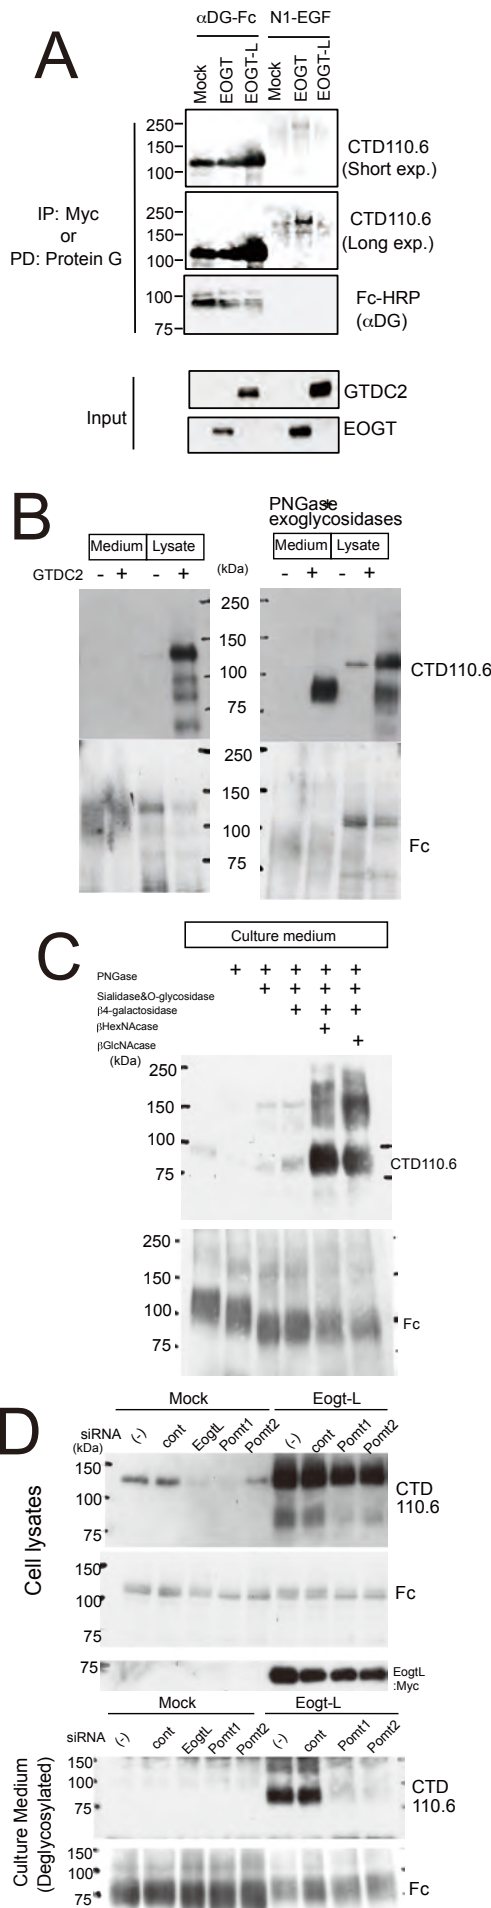 A
αDG-Fc N1-EGF
Mock EOGT EOGT-L Mock EOGT EOGT-L
IP: Myc
or
PD: Protein G
250
150
100
CTD110.6
(Short exp.)
250
150
100
CTD110.6
(Long exp.)
100
75
Fc-HRP
(αDG)
Input
GTDC2
EOGT
B
PNGase
+
exoglycosidases
Medium Lysate Medium Lysate
GTDC2 - + - + (kDa) - + - +
250
150
100
75
CTD110.6
250
150
100
75
Fc
C
Culture medium
PNGase + + + + +
Sialidase&O-glycosidase + + + +
β4-galactosidase + + +
βHexNAcase +
βGlcNAcase +
(kDa)
250
150
100
75
CTD110.6
250
150
100
75
Fc
D
Mock Eogt-L
siRNA (-) cont EogtL Pomt1 Pomt2 (-) cont Pomt1 Pomt2
(kDa)
Cell lysates
150
100
75
CTD
110.6
150
100
75
Fc
75
EogtL
:Myc
Mock Eogt-L
siRNA (-) cont EogtL Pomt1 Pomt2 (-) cont Pomt1 Pomt2
Culture Medium
(Deglycosylated)
150
100
75
CTD
110.6
150
100
75
Fc